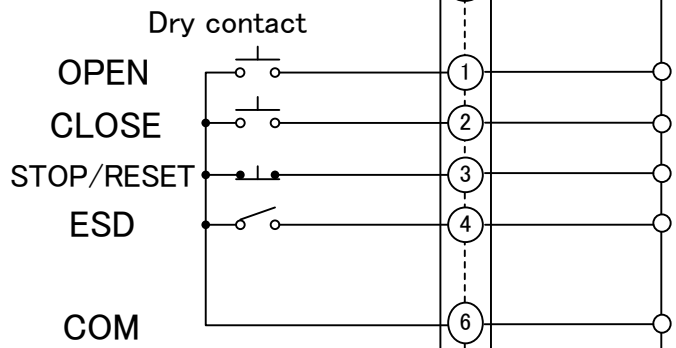 Dry contact
OPEN 1
CLOSE 2
STOP/RESET 3
ESD 4
COM 6